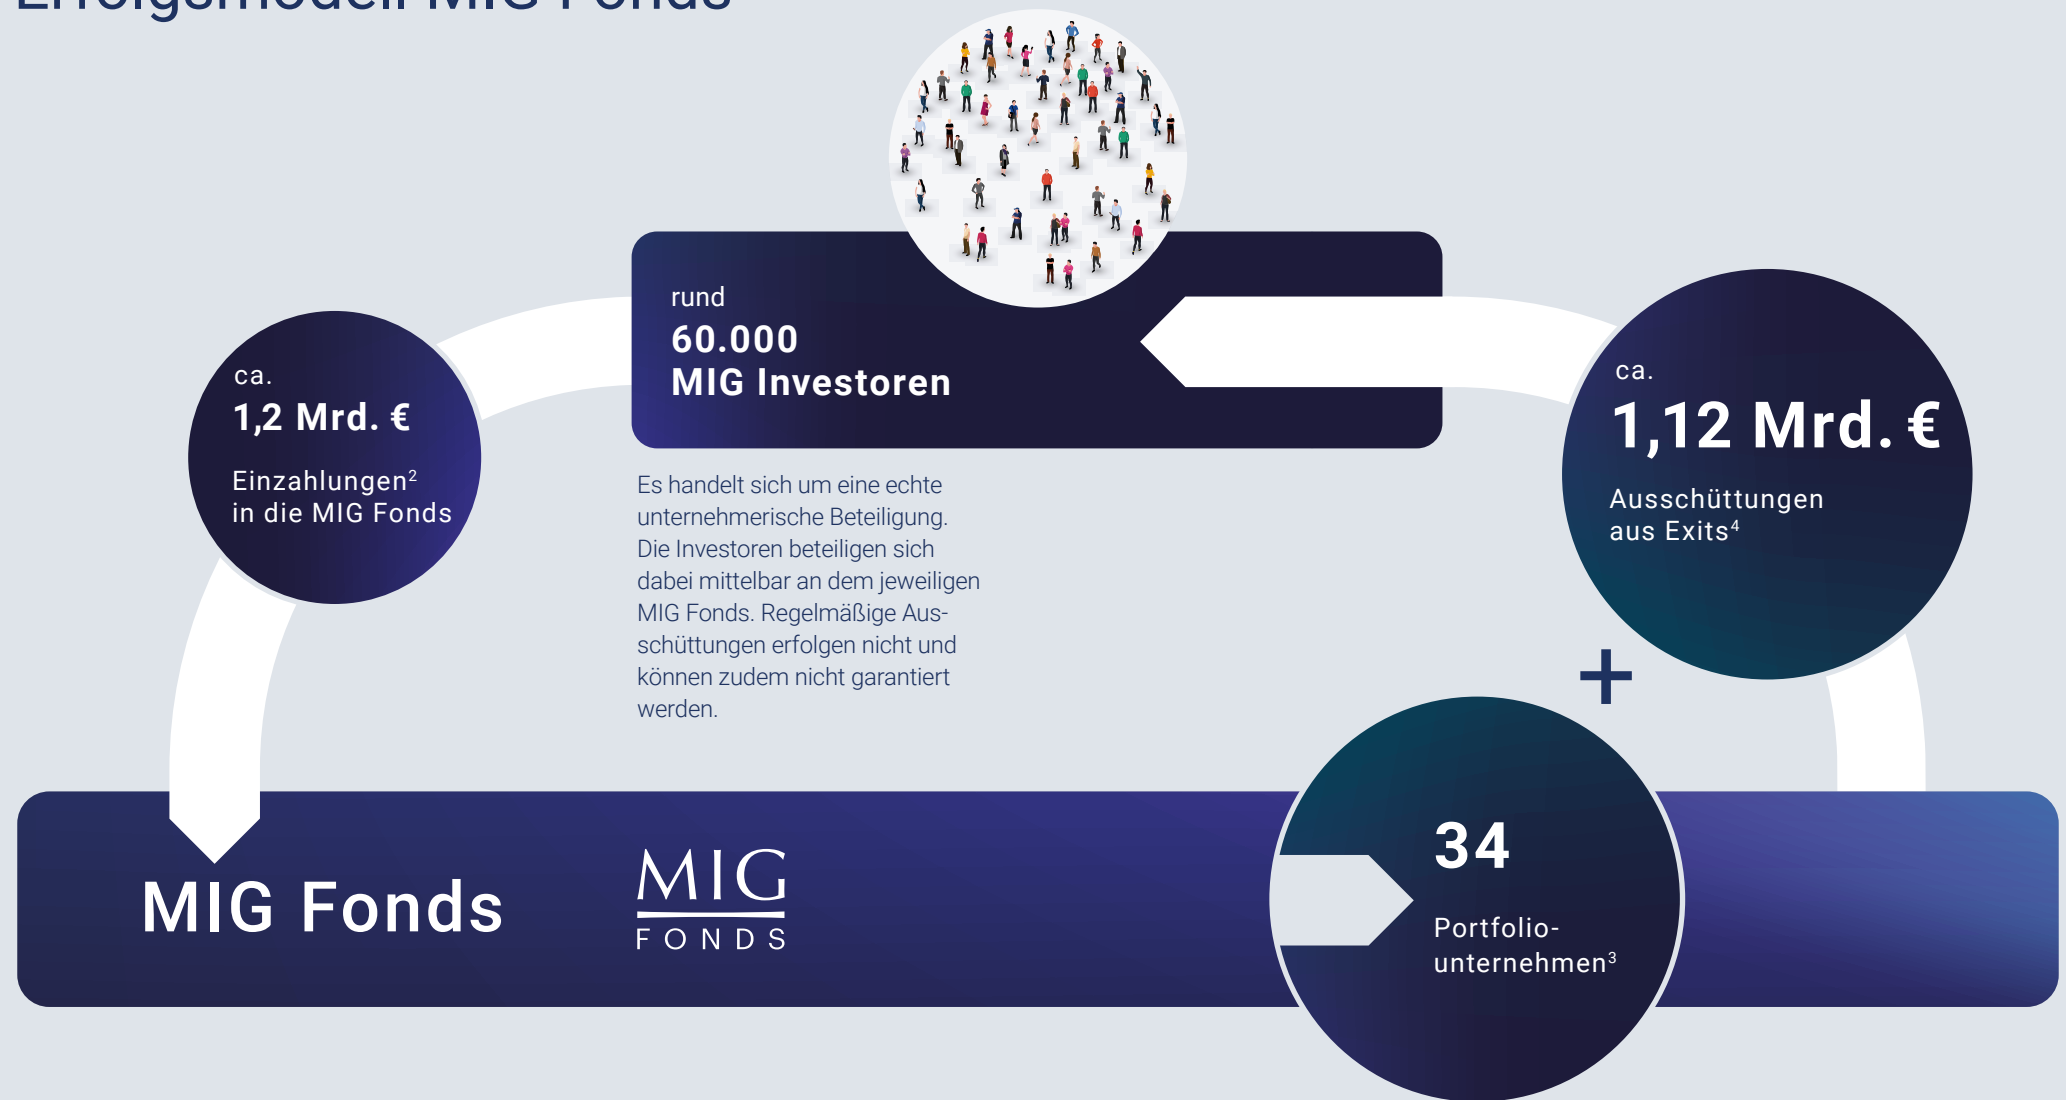 Erfolgsmodell MIG Fonds
rund
60.000
MIG Investoren
ca.
1,2 Mrd. €
Einzahlungen²
in die MIG Fonds
ca.
1,12 Mrd. €
Ausschüttungen
aus Exits⁴
Es handelt sich um eine echte
unternehmerische Beteiligung.
Die Investoren beteiligen sich
dabei mittelbar an dem jeweiligen
MIG Fonds. Regelmäßige Aus-
schüttungen erfolgen nicht und
können zudem nicht garantiert
werden.
+
MIG Fonds
MIG
FONDS
34
Portfolio-
unternehmen³